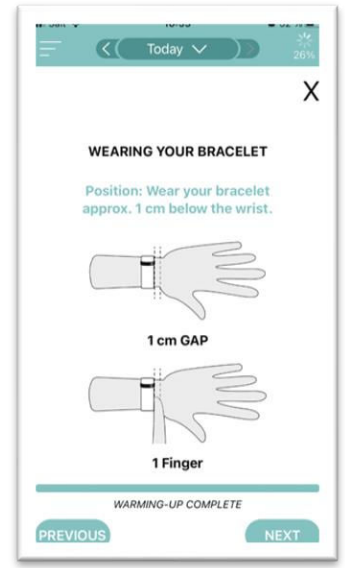 Today
26%
X
WEARING YOUR BRACELET
Position: Wear your bracelet
approx. 1 cm below the wrist.
1 cm GAP
1 Finger
WARMING-UP COMPLETE
PREVIOUS
NEXT